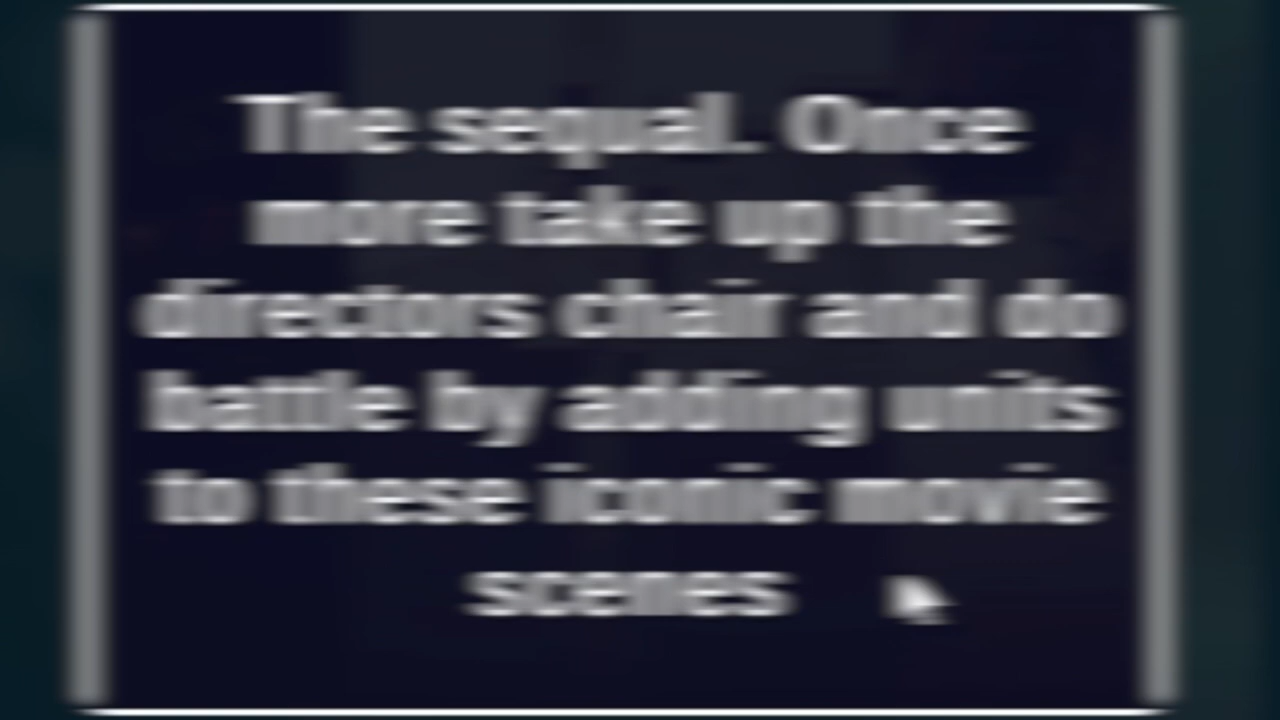 The sequal. Once
more take up the
directors chair and do
battle by adding units
to these iconic movie
scenes